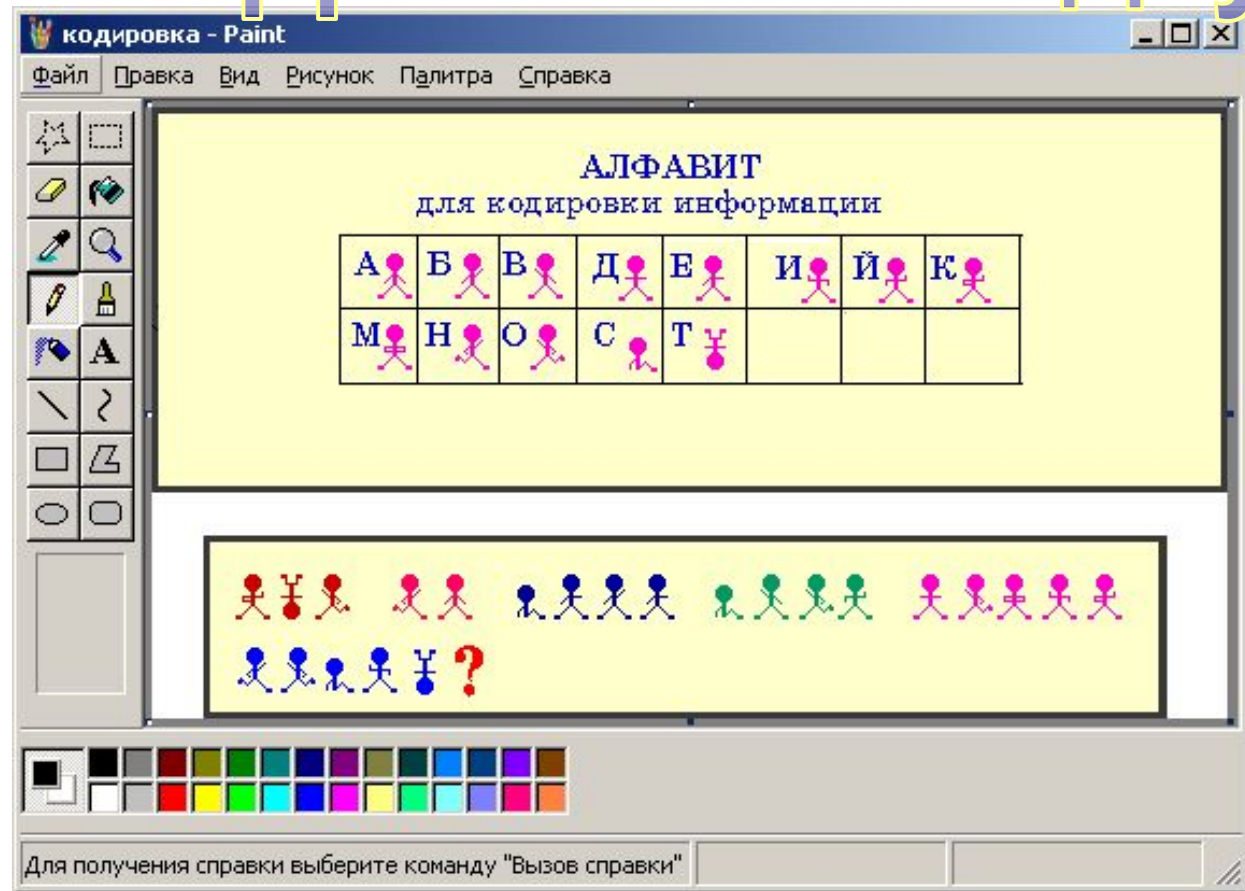 кодировка - Paint
Файл Правка Вид Рисунок Палитра Справка
АЛФАВИТ
для кодировки информации
А Б В Д Е И Й К
М Н О С Т
?
Для получения справки выберите команду "Вызов справки"